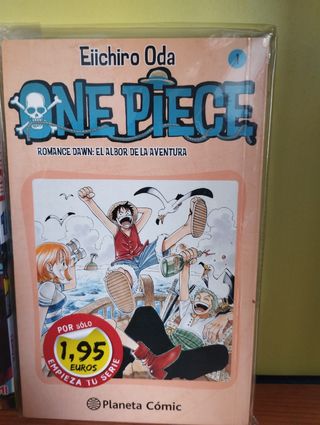 Eiichiro Oda
1
ONE PIECE
ROMANCE DAWN: EL ALBOR DE LA AVENTURA
POR SÓLO
1,95
EUROS
EMPIEZA TU SERIE
Planeta Cómic